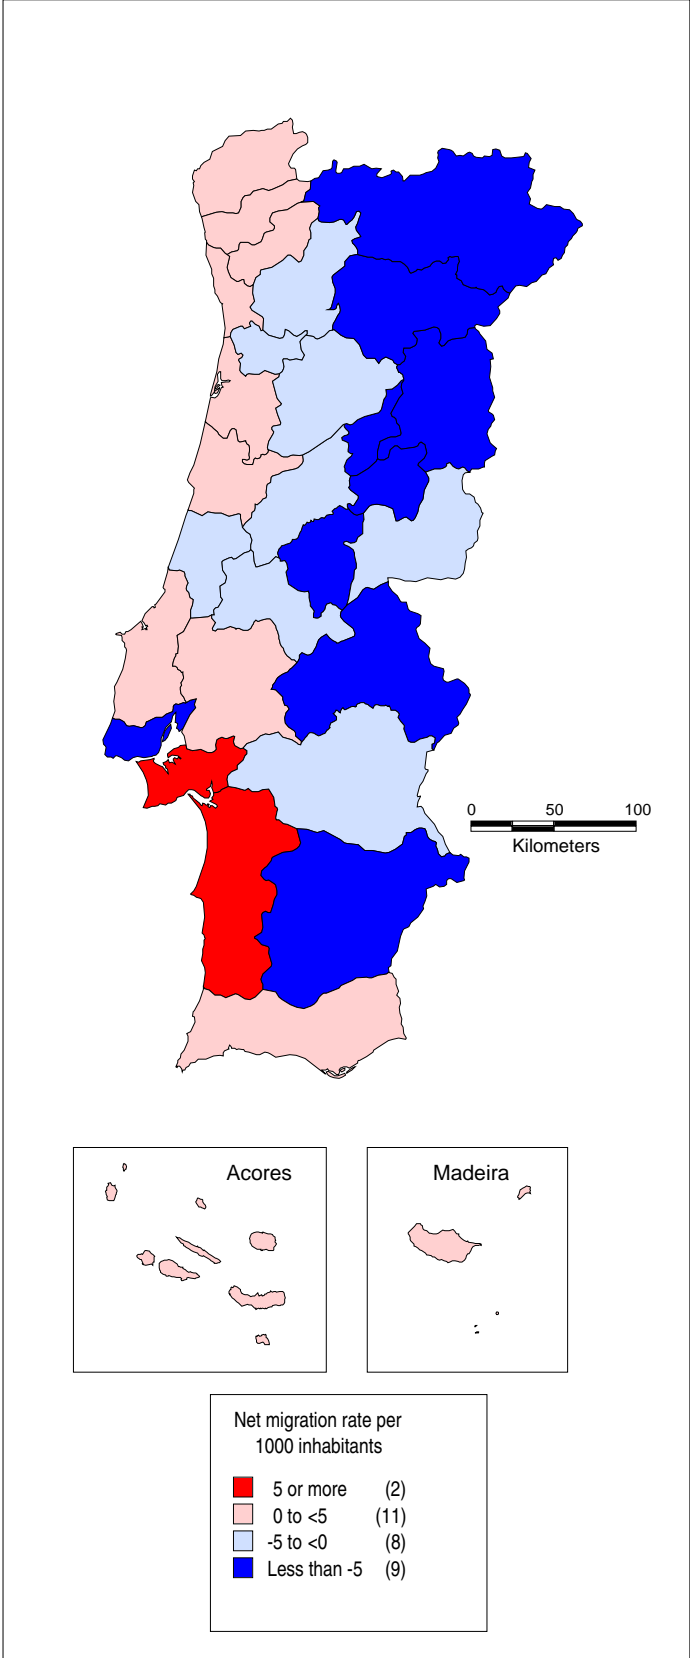 0 50 100
Kilometers
Acores
Madeira
Net migration rate per
1000 inhabitants
5 or more (2)
0 to <5 (11)
-5 to <0 (8)
Less than -5 (9)